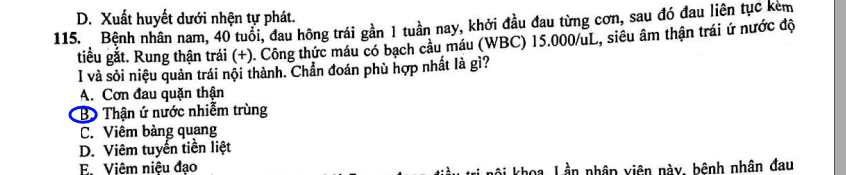 D. Xuất huyết dưới nhện tự phát.
115. Bệnh nhân nam, 40 tuổi, đau hông trái gần 1 tuần nay, khởi đầu đau từng cơn, sau đó đau liên tục kèm
tiểu gắt. Rung thận trái (+). Công thức máu có bạch cầu máu (WBC) 15.000/uL, siêu âm thận trái ứ nước độ
I và sỏi niệu quản trái nội thành. Chẩn đoán phù hợp nhất là gì?
A. Cơn đau quặn thận
B. Thận ứ nước nhiễm trùng
C. Viêm bàng quang
D. Viêm tuyến tiền liệt
E. Viêm niệu đạo
điều trị nội khoa. Lần nhập viện này, bệnh nhân đau